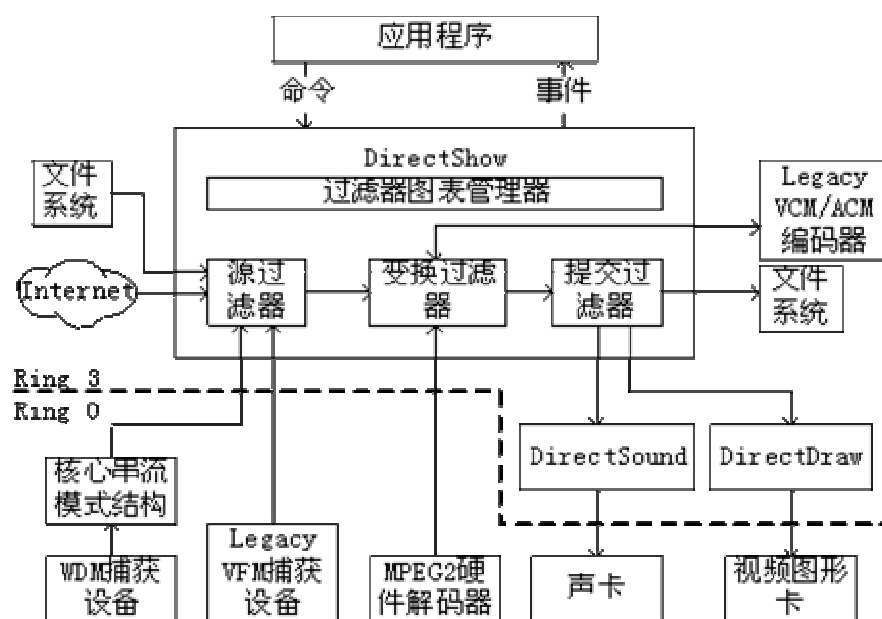 应用程序
命令
事件
DirectShow
过滤器图表管理器
文件
系统
Legacy
VCM/ACM
编码器
Internet
源过
滤器
变换过滤
器
提交过
滤器
文件
系统
Ring 3
Ring 0
核心串流
模式结构
DirectSound
DirectDraw
WDM捕获
设备
Legacy
VFM捕获
设备
MPEG2硬
件解码器
声卡
视频图形
卡